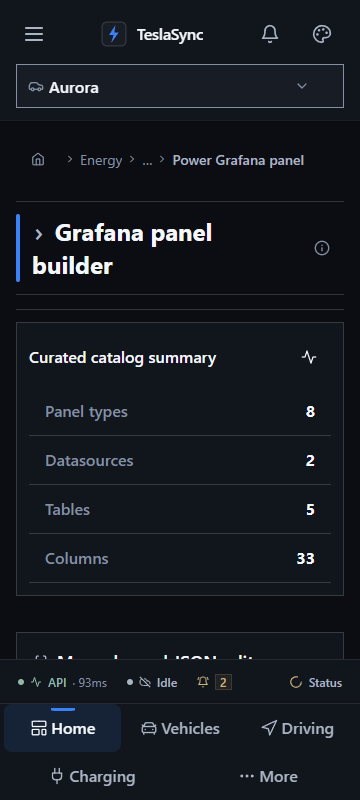 TeslaSync
Aurora
Energy
...
Power Grafana panel
Grafana panel
builder
Curated catalog summary
Panel types 8
Datasources 2
Tables 5
Columns 33
API · 93ms Idle 2 Status
Home Vehicles Driving
Charging More